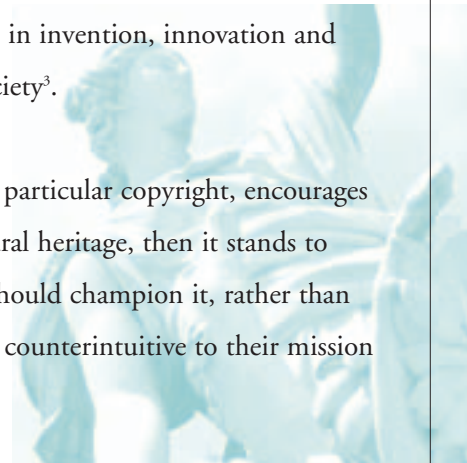 in invention, innovation and
ciety³.
particular copyright, encourages
ral heritage, then it stands to
hould champion it, rather than
counterintuitive to their mission